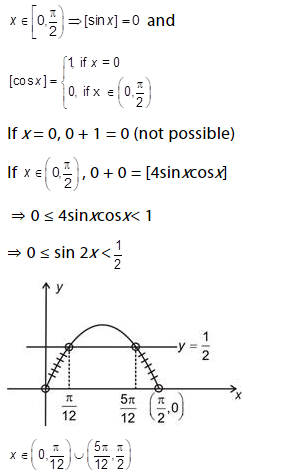 x ∈ [0, π/2) ⇒ [sin x] = 0 and
[cos x] = { 1, if x = 0
0, if x ∈ (0, π/2)
If x = 0, 0 + 1 = 0 (not possible)
If x ∈ (0, π/2), 0 + 0 = [4sinxcosx]
⇒ 0 ≤ 4sinxcosx < 1
⇒ 0 ≤ sin 2x < 1/2
y
y = 1/2
x
π/12 5π/12 (π/2, 0)
x ∈ (0, π/12) ∪ (5π/12, π/2)